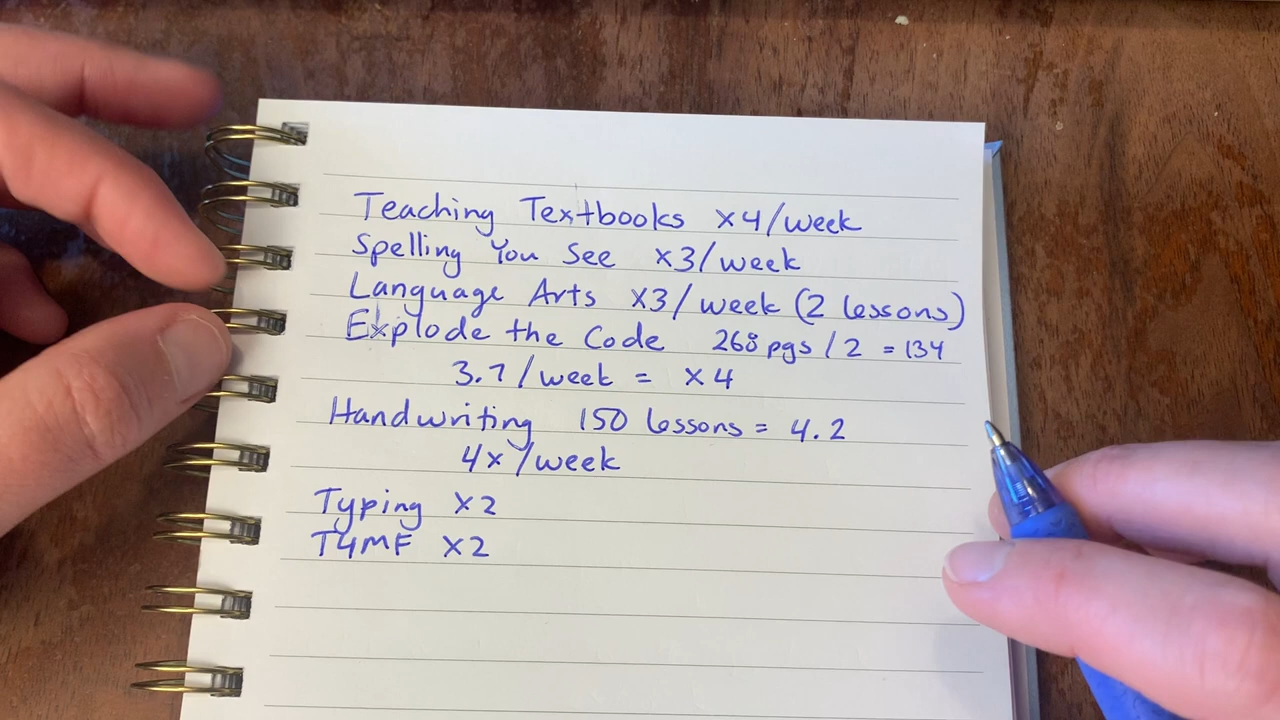 Teaching Textbooks x4/week
Spelling You See x3/week
Language Arts x3/week (2 lessons)
Explode the Code 268 pgs/2 = 134
3.7/week = x4
Handwriting 150 lessons = 4.2
4x/week
Typing x2
T4MF x2